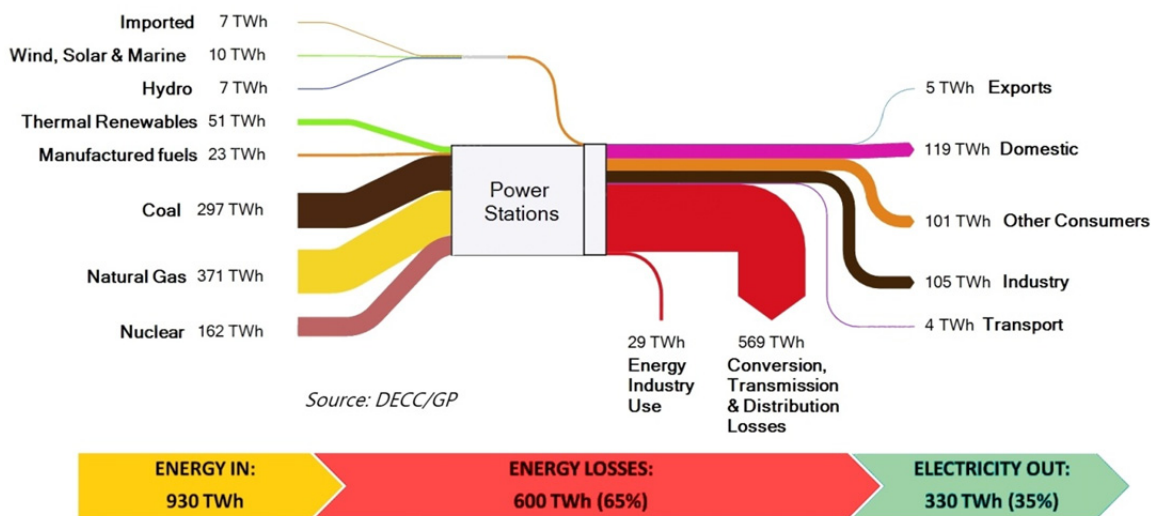 Imported 7 TWh
Wind, Solar & Marine 10 TWh
Hydro 7 TWh
Thermal Renewables 51 TWh
Manufactured fuels 23 TWh
Coal 297 TWh
Natural Gas 371 TWh
Nuclear 162 TWh
Power
Stations
5 TWh Exports
119 TWh Domestic
101 TWh Other Consumers
105 TWh Industry
4 TWh Transport
29 TWh
Energy
Industry
Use
569 TWh
Conversion,
Transmission
& Distribution
Losses
Source: DECC/GP
ENERGY IN:
930 TWh
ENERGY LOSSES:
600 TWh (65%)
ELECTRICITY OUT:
330 TWh (35%)